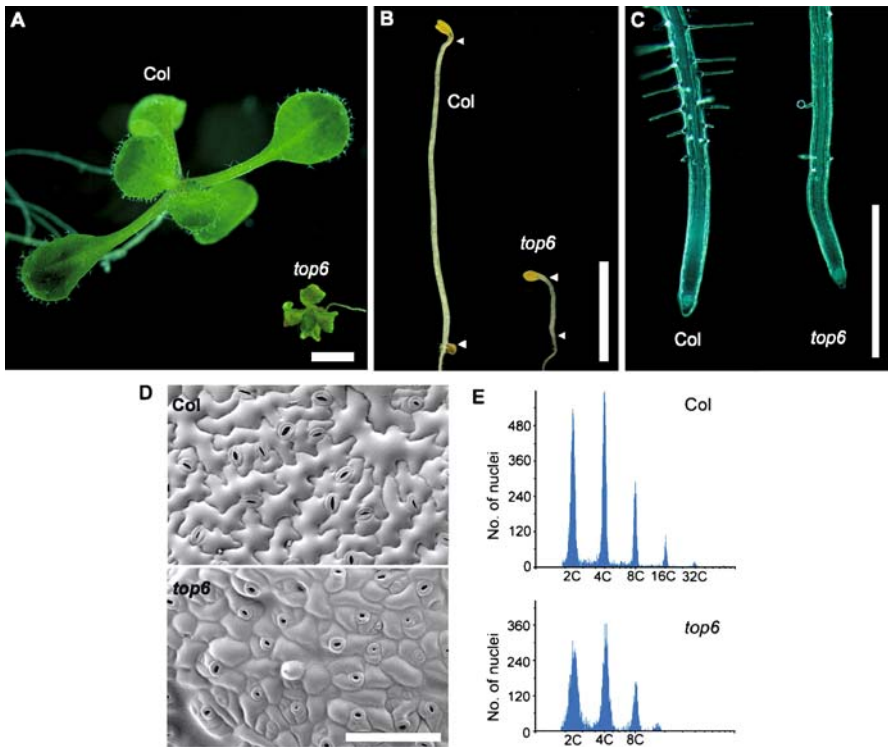 A
Col
top6
B
Col
top6
C
Col
top6
D
Col
top6
E
Col
No. of nuclei
480
360
240
120
0
2C 4C 8C 16C 32C
top6
No. of nuclei
360
240
120
0
2C 4C 8C